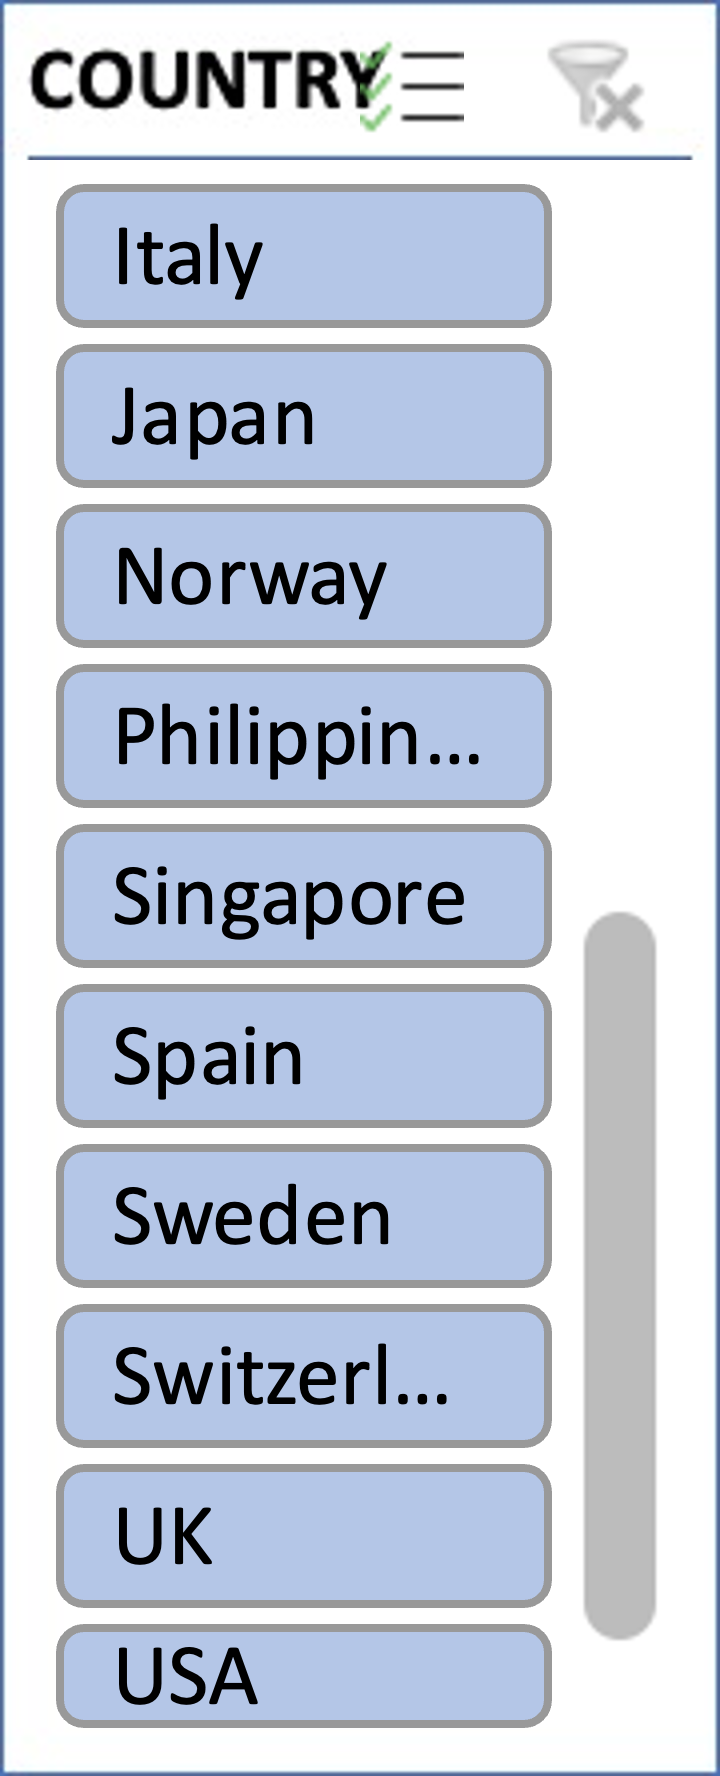 COUNTRY
Italy
Japan
Norway
Philippin...
Singapore
Spain
Sweden
Switzerl...
UK
USA